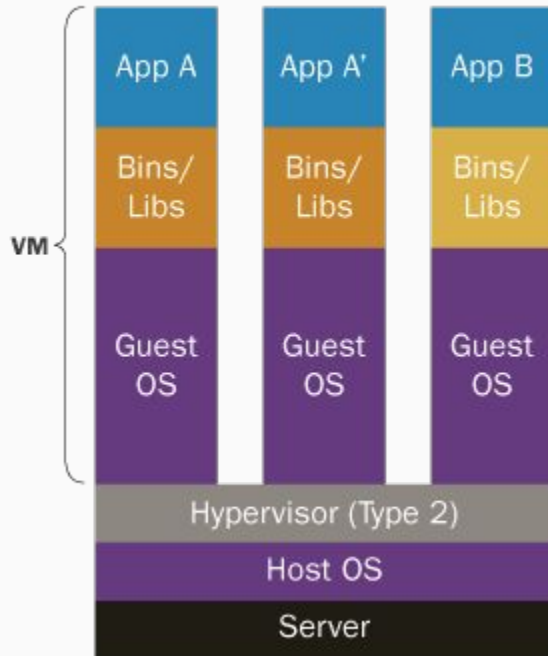 App A
App A'
App B
Bins/
Libs
Bins/
Libs
Bins/
Libs
VM
Guest
OS
Guest
OS
Guest
OS
Hypervisor (Type 2)
Host OS
Server